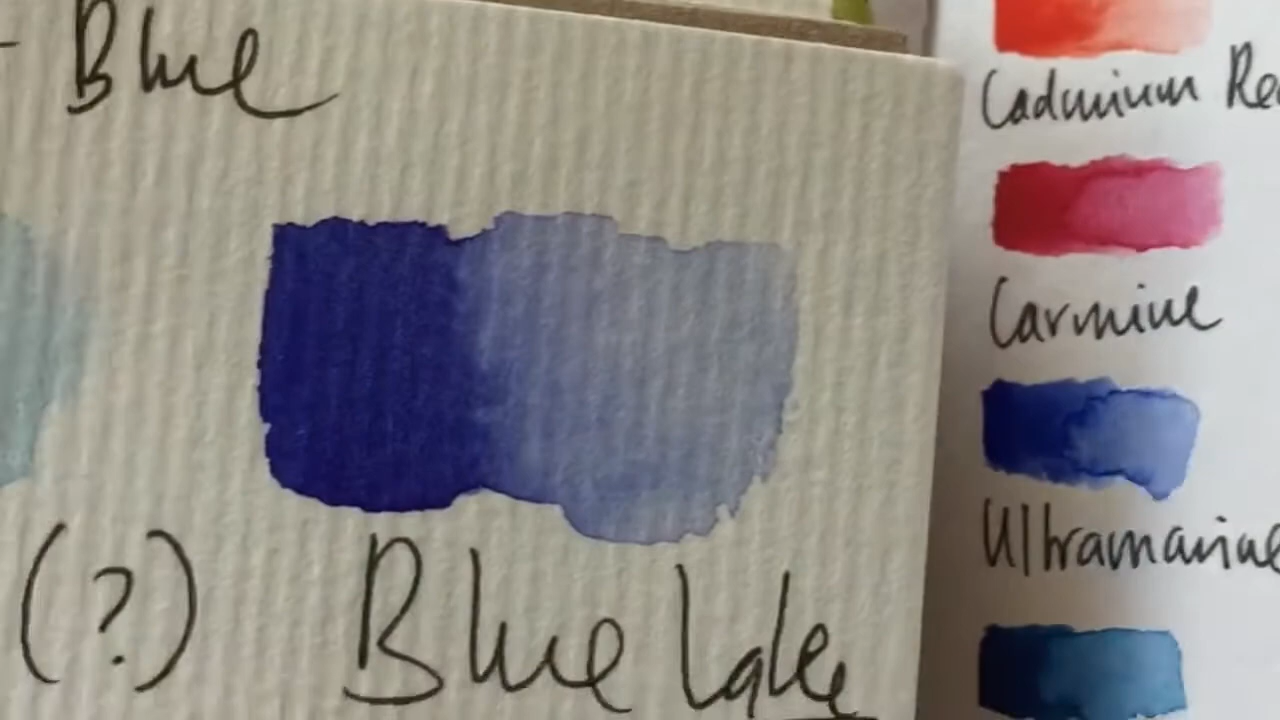 - Blue
(?) Blue Lake
Cadmium Re
Carmine
Ultramarine